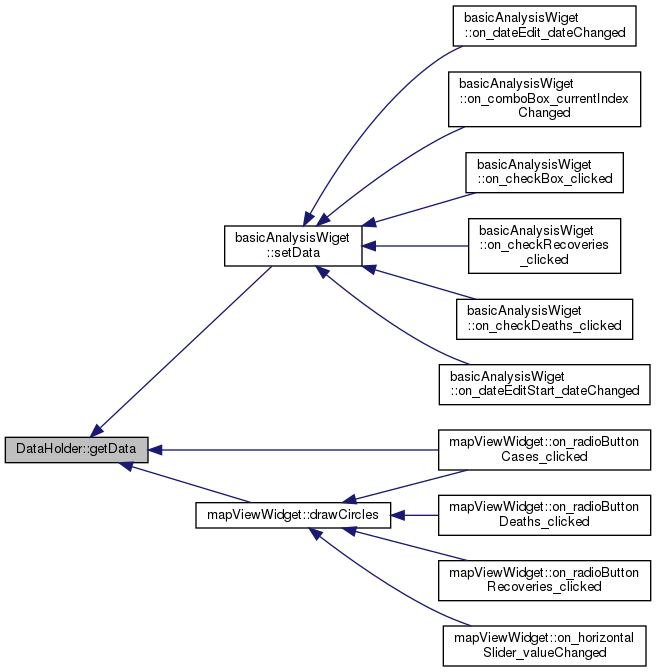 basicAnalysisWiget
::on_dateEdit_dateChanged
basicAnalysisWiget
::on_comboBox_currentIndex
Changed
basicAnalysisWiget
::on_checkBox_clicked
basicAnalysisWiget
::setData
basicAnalysisWiget
::on_checkRecoveries
_clicked
basicAnalysisWiget
::on_checkDeaths_clicked
basicAnalysisWiget
::on_dateEditStart_dateChanged
DataHolder::getData
mapViewWidget::on_radioButton
Cases_clicked
mapViewWidget::drawCircles
mapViewWidget::on_radioButton
Deaths_clicked
mapViewWidget::on_radioButton
Recoveries_clicked
mapViewWidget::on_horizontal
Slider_valueChanged